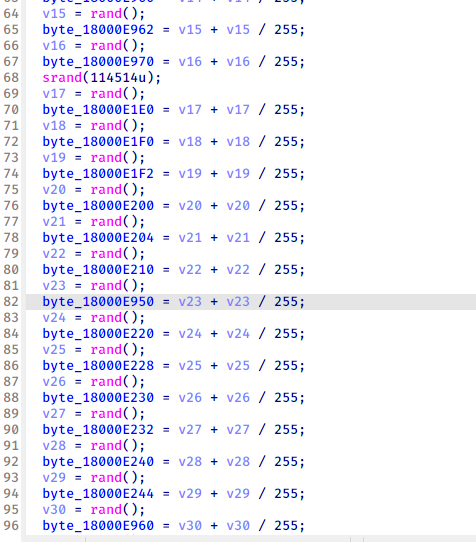 64 v15 = rand();
65 byte_18000E962 = v15 + v15 / 255;
66 v16 = rand();
67 byte_18000E970 = v16 + v16 / 255;
68 srand(114514u);
69 v17 = rand();
70 byte_18000E1E0 = v17 + v17 / 255;
71 v18 = rand();
72 byte_18000E1F0 = v18 + v18 / 255;
73 v19 = rand();
74 byte_18000E1F2 = v19 + v19 / 255;
75 v20 = rand();
76 byte_18000E200 = v20 + v20 / 255;
77 v21 = rand();
78 byte_18000E204 = v21 + v21 / 255;
79 v22 = rand();
80 byte_18000E210 = v22 + v22 / 255;
81 v23 = rand();
82 byte_18000E950 = v23 + v23 / 255;
83 v24 = rand();
84 byte_18000E220 = v24 + v24 / 255;
85 v25 = rand();
86 byte_18000E228 = v25 + v25 / 255;
87 v26 = rand();
88 byte_18000E230 = v26 + v26 / 255;
89 v27 = rand();
90 byte_18000E232 = v27 + v27 / 255;
91 v28 = rand();
92 byte_18000E240 = v28 + v28 / 255;
93 v29 = rand();
94 byte_18000E244 = v29 + v29 / 255;
95 v30 = rand();
96 byte_18000E960 = v30 + v30 / 255;